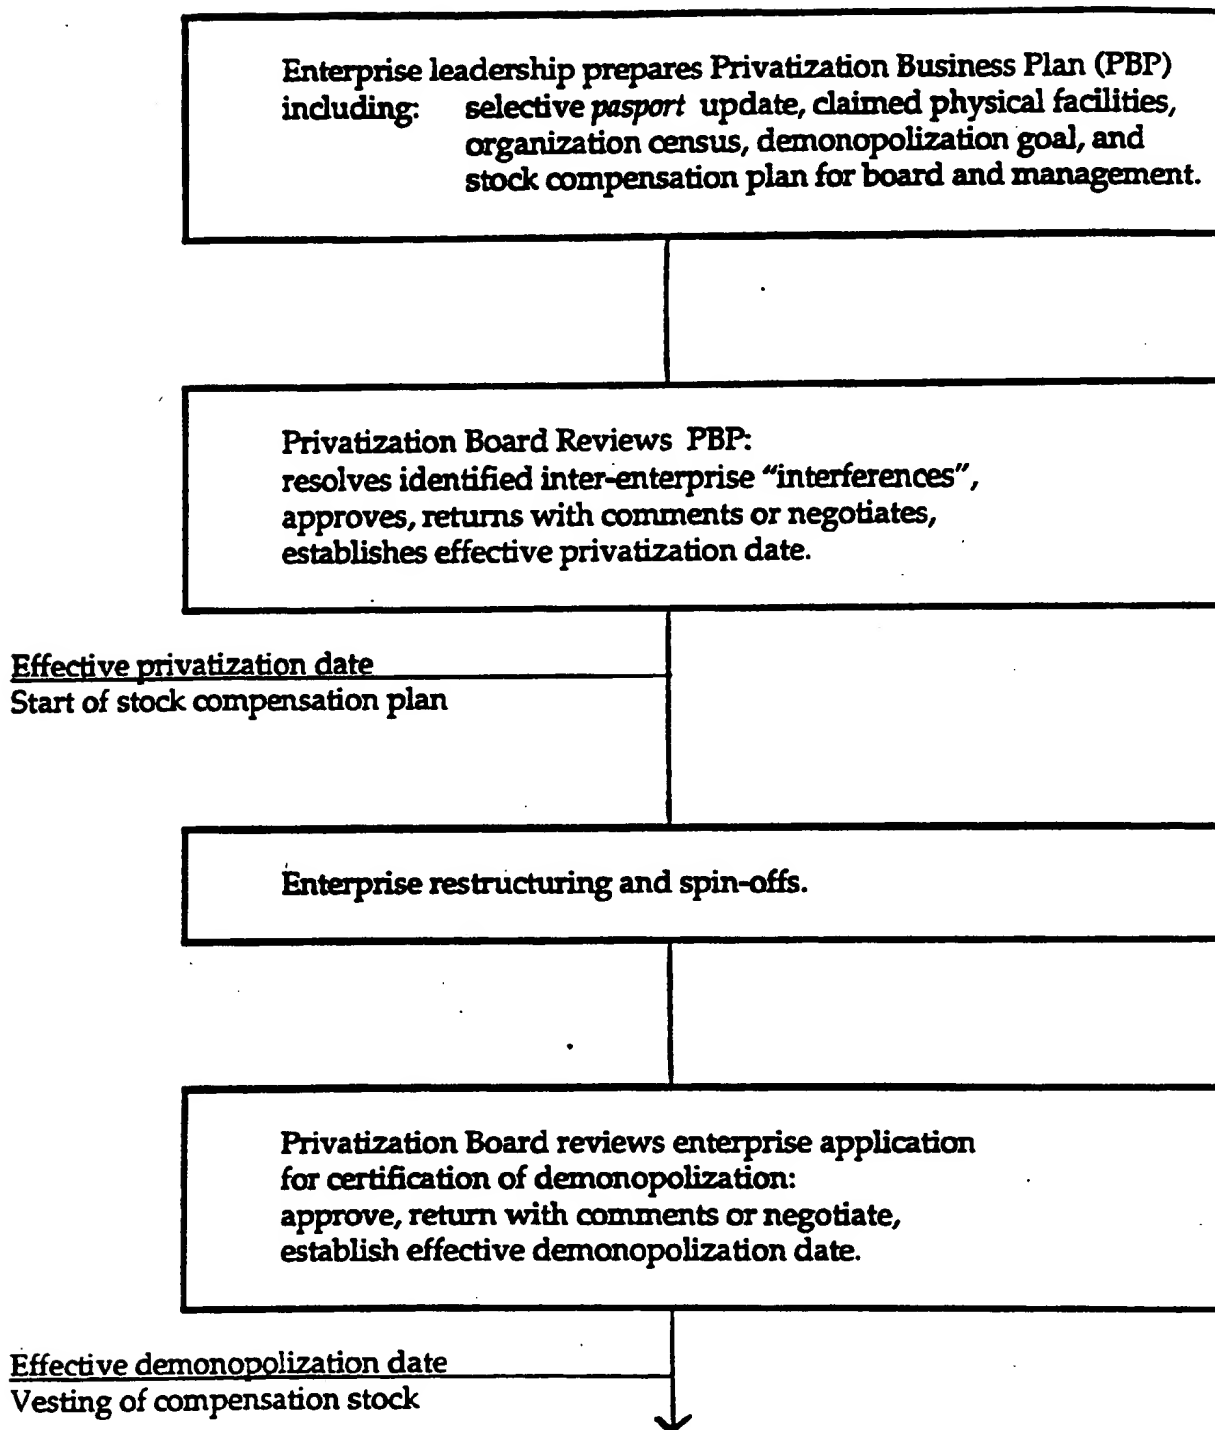 Enterprise leadership prepares Privatization Business Plan (PBP)
including: selective pasport update, claimed physical facilities,
organization census, demonopolization goal, and
stock compensation plan for board and management.
Privatization Board Reviews PBP:
resolves identified inter-enterprise “interferences”,
approves, returns with comments or negotiates,
establishes effective privatization date.
Effective privatization date
Start of stock compensation plan
Enterprise restructuring and spin-offs.
Privatization Board reviews enterprise application
for certification of demonopolization:
approve, return with comments or negotiate,
establish effective demonopolization date.
Effective demonopolization date
Vesting of compensation stock